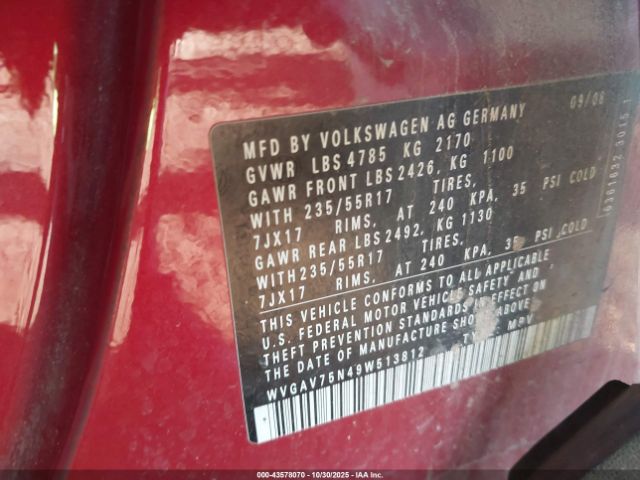 MFD BY VOLKSWAGEN AG GERMANY 09/08
GVWR LBS 4785 KG 2170
GAWR FRONT LBS 2426, KG 1100
WITH 235/55R17 TIRES,
7JX17 RIMS, AT 240 KPA, 35 PSI COLD
GAWR REAR LBS 2492, KG 1130
WITH 235/55R17 TIRES,
7JX17 RIMS, AT 240 KPA, 35 PSI ,COLD
THIS VEHICLE CONFORMS TO ALL APPLICABLE
U.S. FEDERAL MOTOR VEHICLE SAFETY AND
THEFT PREVENTION STANDARDS IN EFFECT ON
THE DATE OF MANUFACTURE SHOWN ABOVE
WVGAV75N49W513812 MPV
00-43578070 - 10/30/2025 - IAAI.com